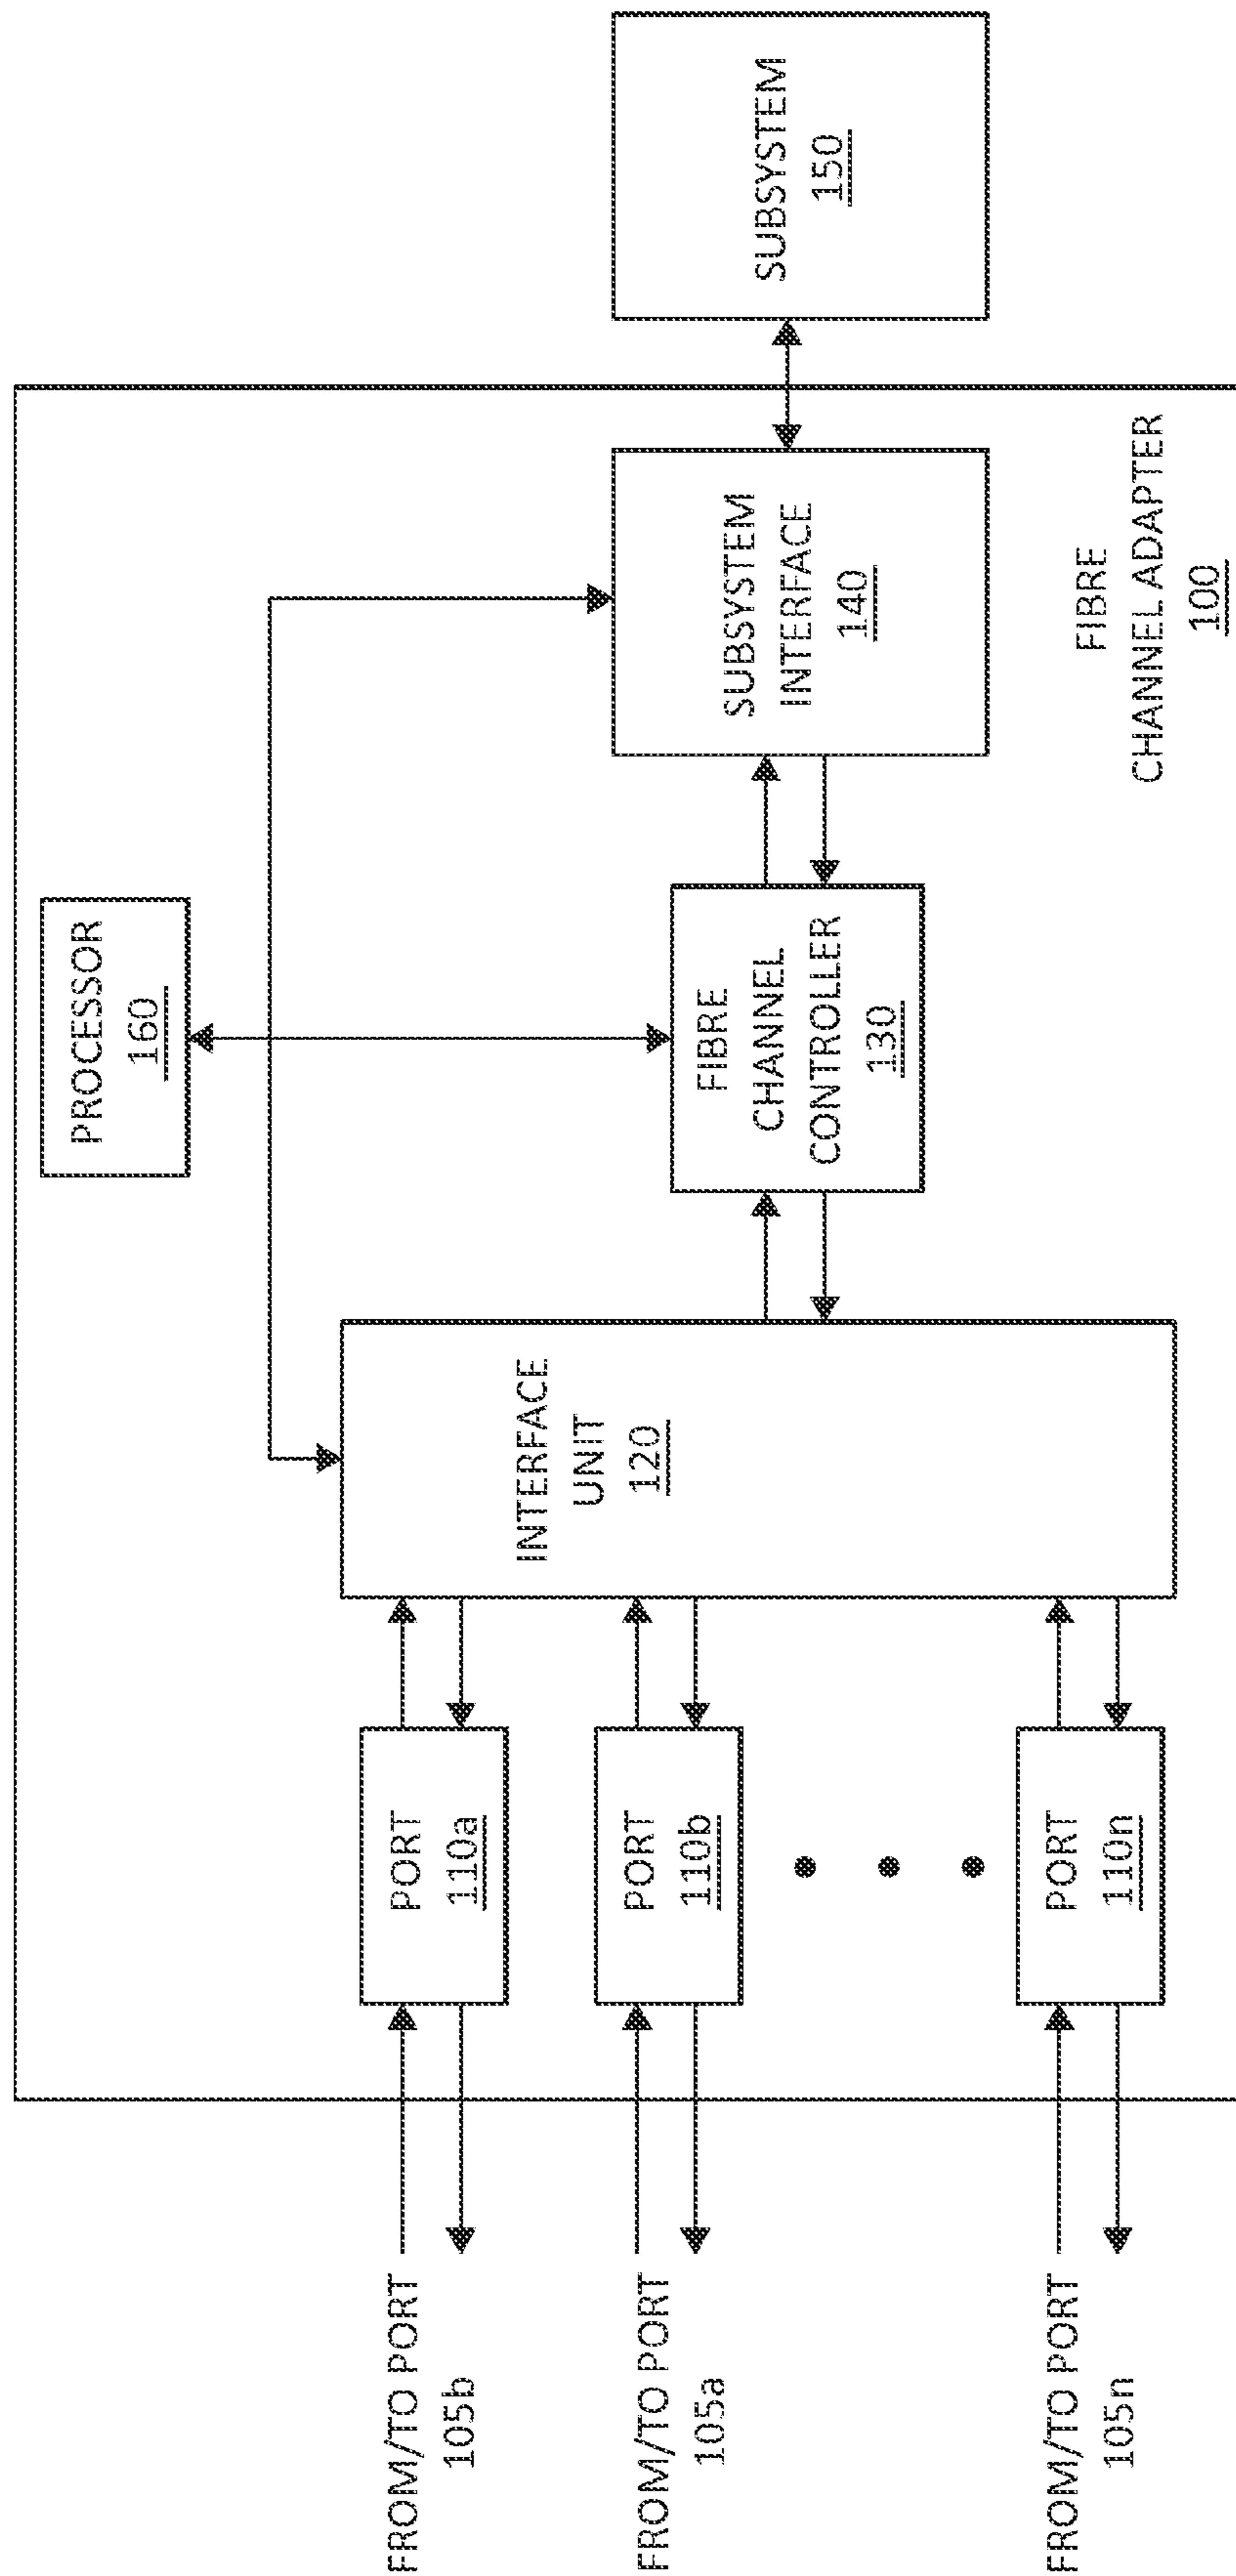 PROCESSOR
160
FROM/TO PORT
105b
PORT
110a
FROM/TO PORT
105a
PORT
110b
FROM/TO PORT
105n
PORT
110n
INTERFACE
UNIT
120
FIBRE
CHANNEL
CONTROLLER
130
SUBSYSTEM
INTERFACE
140
SUBSYSTEM
150
FIBRE
CHANNEL ADAPTER
100